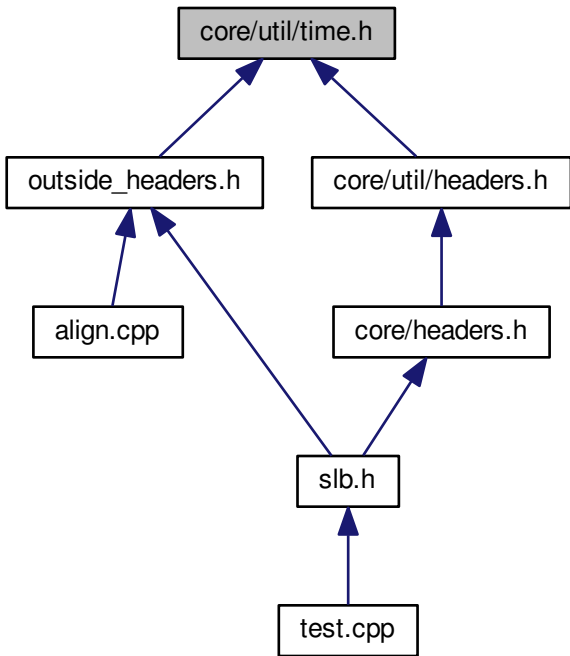 core/util/time.h
outside_headers.h
core/util/headers.h
align.cpp
core/headers.h
slb.h
test.cpp